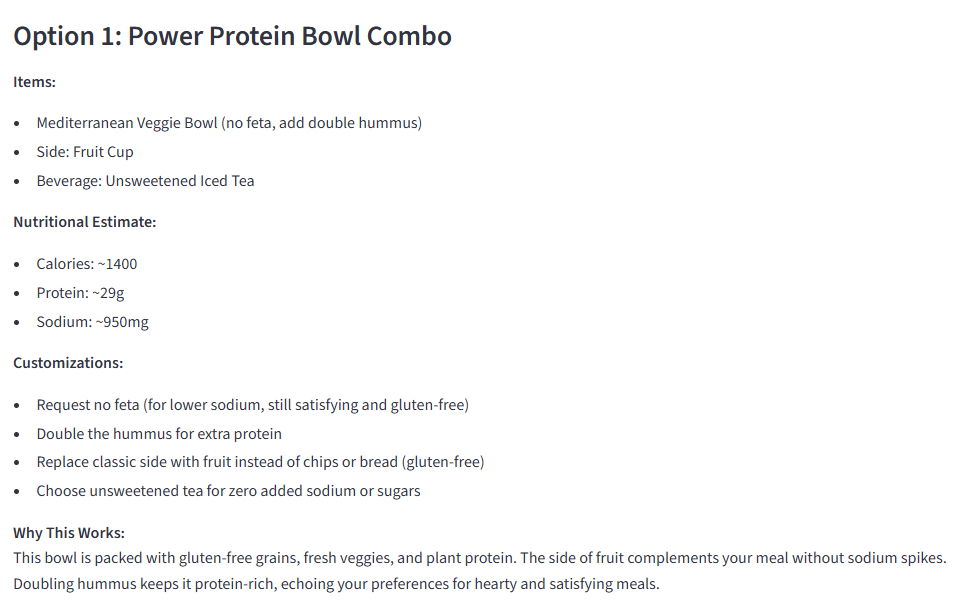 Option 1: Power Protein Bowl Combo
Items:
• Mediterranean Veggie Bowl (no feta, add double hummus)
• Side: Fruit Cup
• Beverage: Unsweetened Iced Tea
Nutritional Estimate:
• Calories: ~1400
• Protein: ~29g
• Sodium: ~950mg
Customizations:
• Request no feta (for lower sodium, still satisfying and gluten-free)
• Double the hummus for extra protein
• Replace classic side with fruit instead of chips or bread (gluten-free)
• Choose unsweetened tea for zero added sodium or sugars
Why This Works:
This bowl is packed with gluten-free grains, fresh veggies, and plant protein. The side of fruit complements your meal without sodium spikes.
Doubling hummus keeps it protein-rich, echoing your preferences for hearty and satisfying meals.